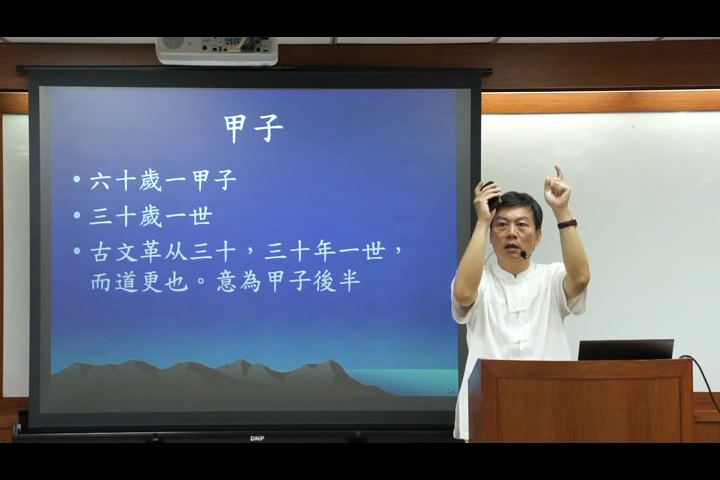 甲子
• 六十歲一甲子
• 三十歲一世
• 古文革从三十，三十年一世，
而道更也。意為甲子後半
DNP